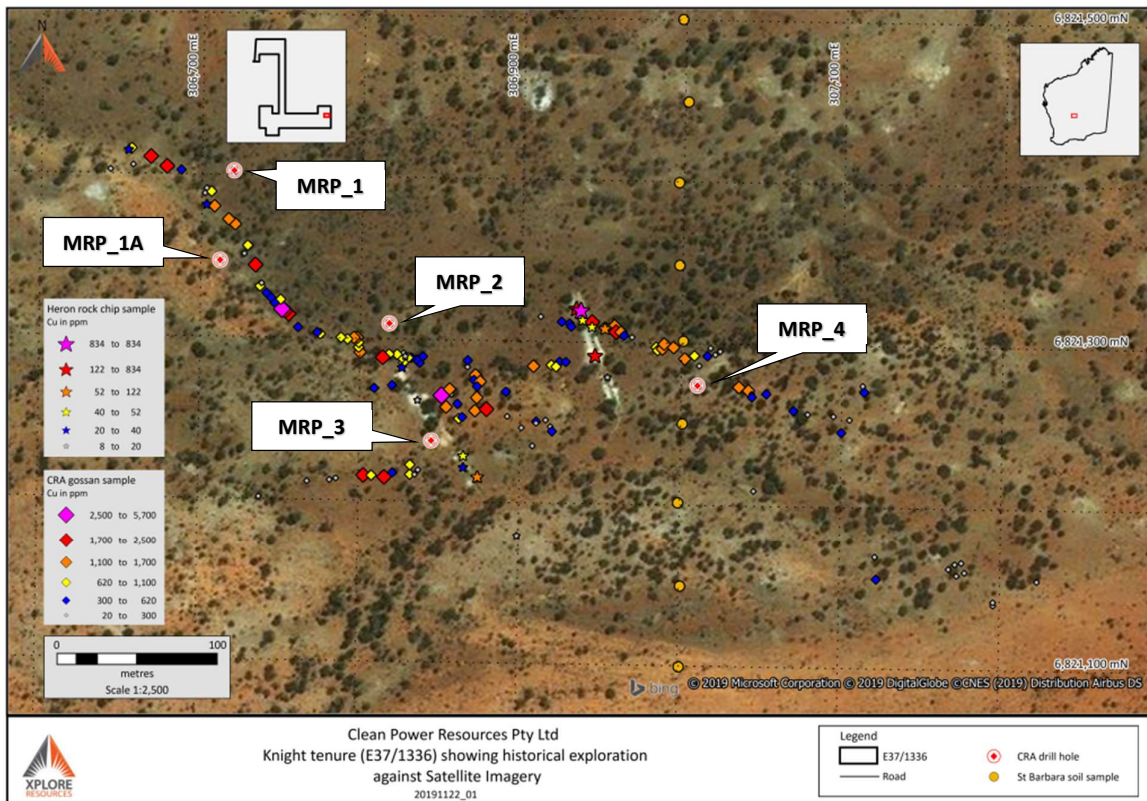 6,821,500 mN
306,700 mE
306,900 mE
307,100 mE
N
MRP_1
MRP_1A
MRP_2
6,821,300 mN
MRP_4
MRP_3
Heron rock chip sample
Cu in ppm
834 to 834
122 to 834
52 to 122
40 to 52
20 to 40
8 to 20
CRA gossan sample
Cu in ppm
2,500 to 5,700
1,700 to 2,500
1,100 to 1,700
620 to 1,100
300 to 620
20 to 300
0 100
metres
Scale 1:2,500
6,821,100 mN
bing © 2019 Microsoft Corporation © 2019 DigitalGlobe ©CNES (2019) Distribution Airbus DS
XPLORE
RESOURCES
Clean Power Resources Pty Ltd
Knight tenure (E37/1336) showing historical exploration
against Satellite Imagery
20191122_01
Legend
E37/1336
CRA drill hole
Road
St Barbara soil sample